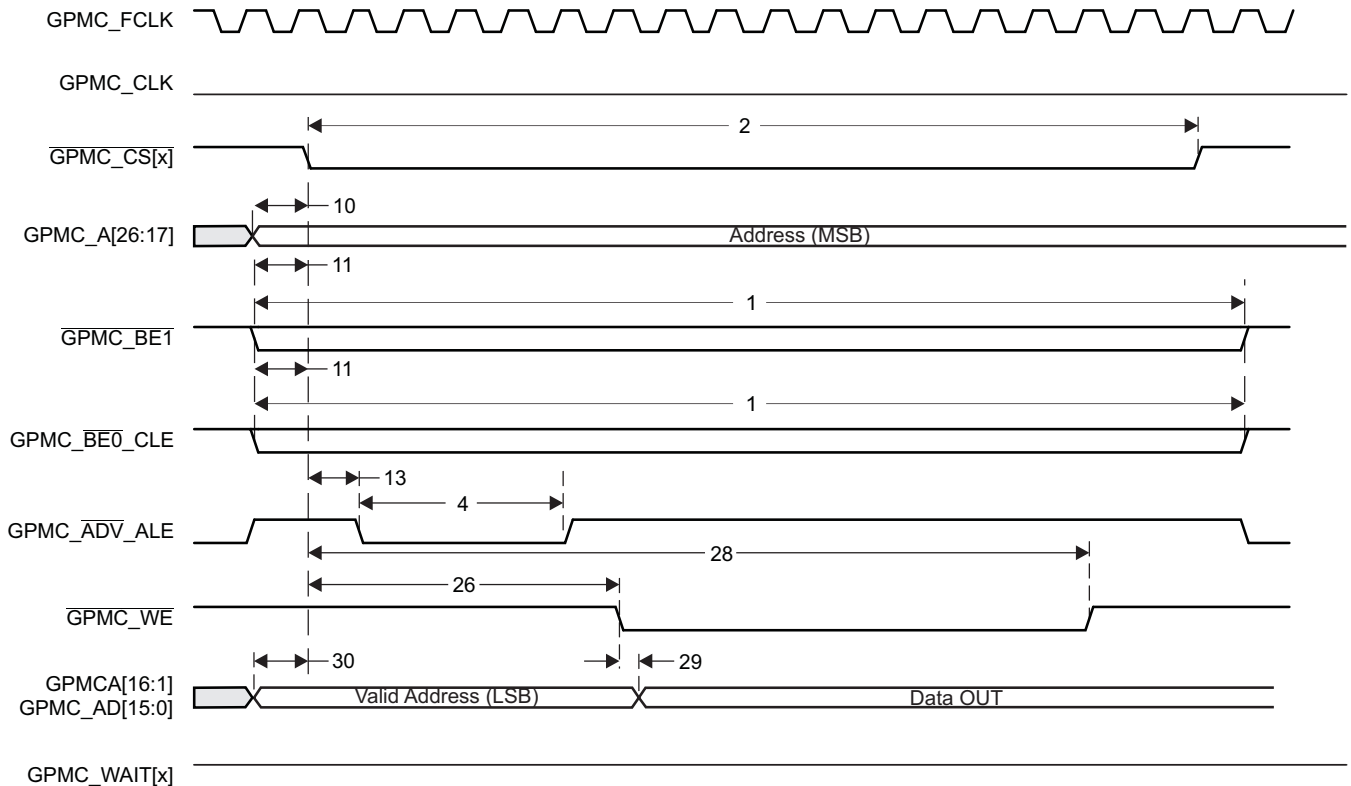 GPMC_FCLK
GPMC_CLK
2
GPMC_CS[x]
10
GPMC_A[26:17]
Address (MSB)
11
1
GPMC_BE1
11
1
GPMC_BE0_CLE
13
4
GPMC_ADV_ALE
28
26
GPMC_WE
30
29
GPMCA[16:1]
GPMC_AD[15:0]
Valid Address (LSB)
Data OUT
GPMC_WAIT[x]